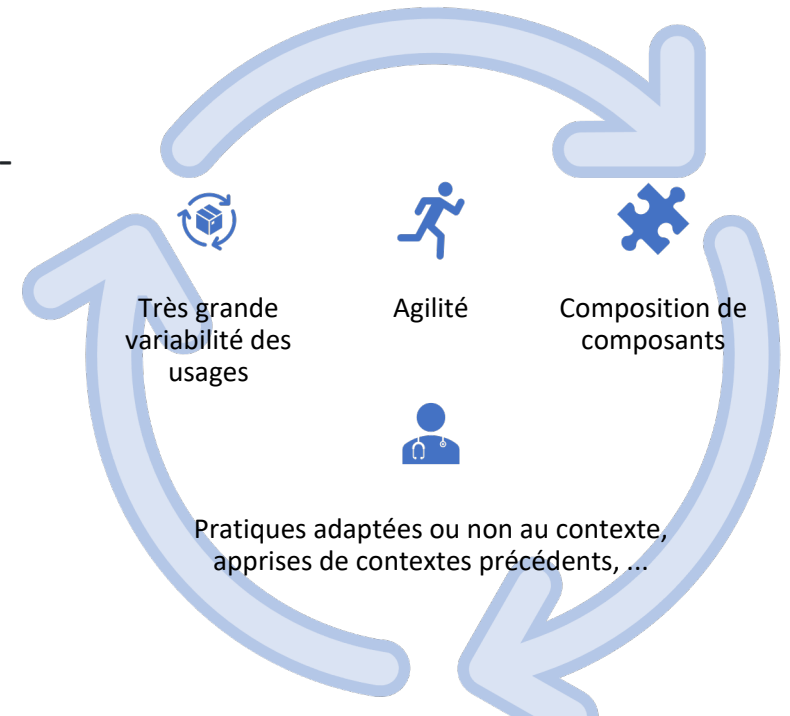 Très grande
variabilité des
usages
Agilité
Composition de
composants
Pratiques adaptées ou non au contexte,
apprises de contextes précédents, ...